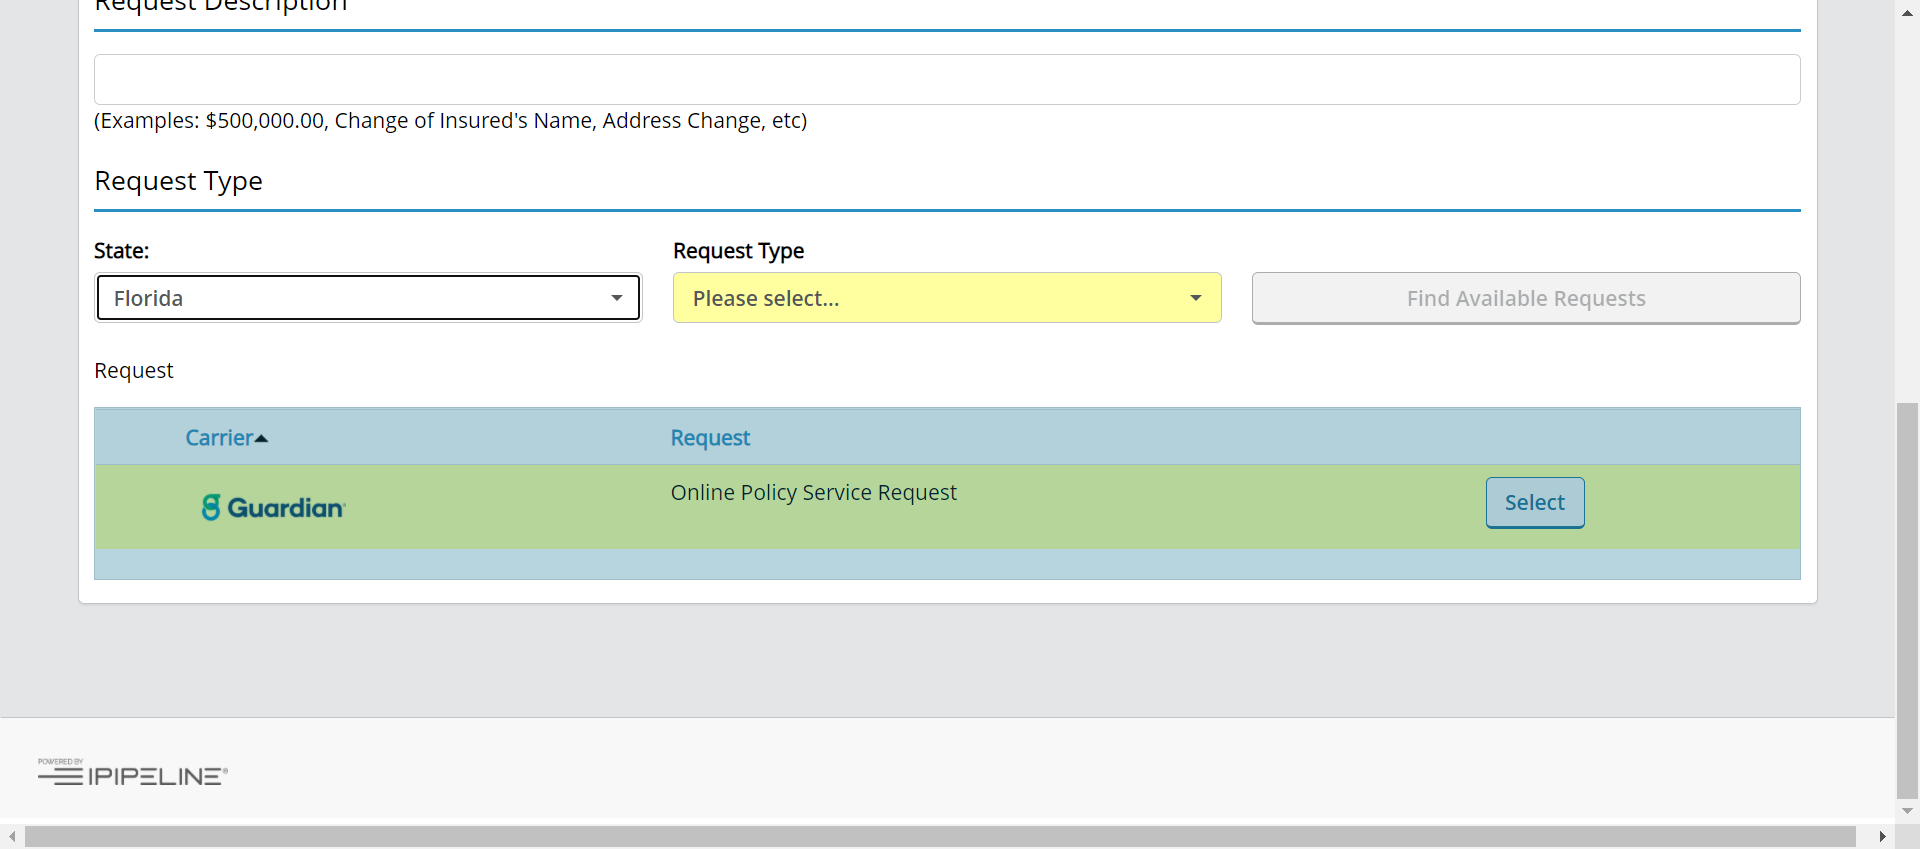 Request Description
(Examples: $500,000.00, Change of Insured's Name, Address Change, etc)
Request Type
State:
Request Type
Florida
Please select...
Find Available Requests
Request
Carrier
Request
Guardian
Online Policy Service Request
Select
POWERED BY
IPIPELINE®